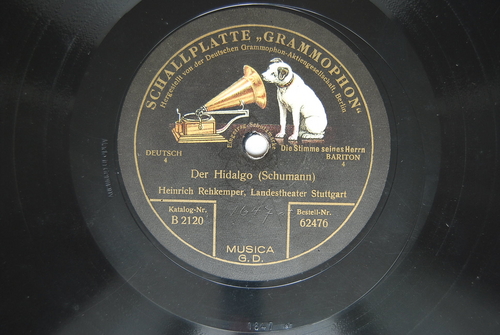 SCHALLPLATTE „GRAMMOPHON"
Hergestellt von der Deutschen Grammophon-Aktiengesellschaft, Berlin
Die Stimme seines Herrn
DEUTSCH
4
BARITON
4
Der Hidalgo (Schumann)
Heinrich Rehkemper, Landestheater Stuttgart
Katalog-Nr.
B 2120
Bestell-Nr.
62476
MUSICA
G.D.